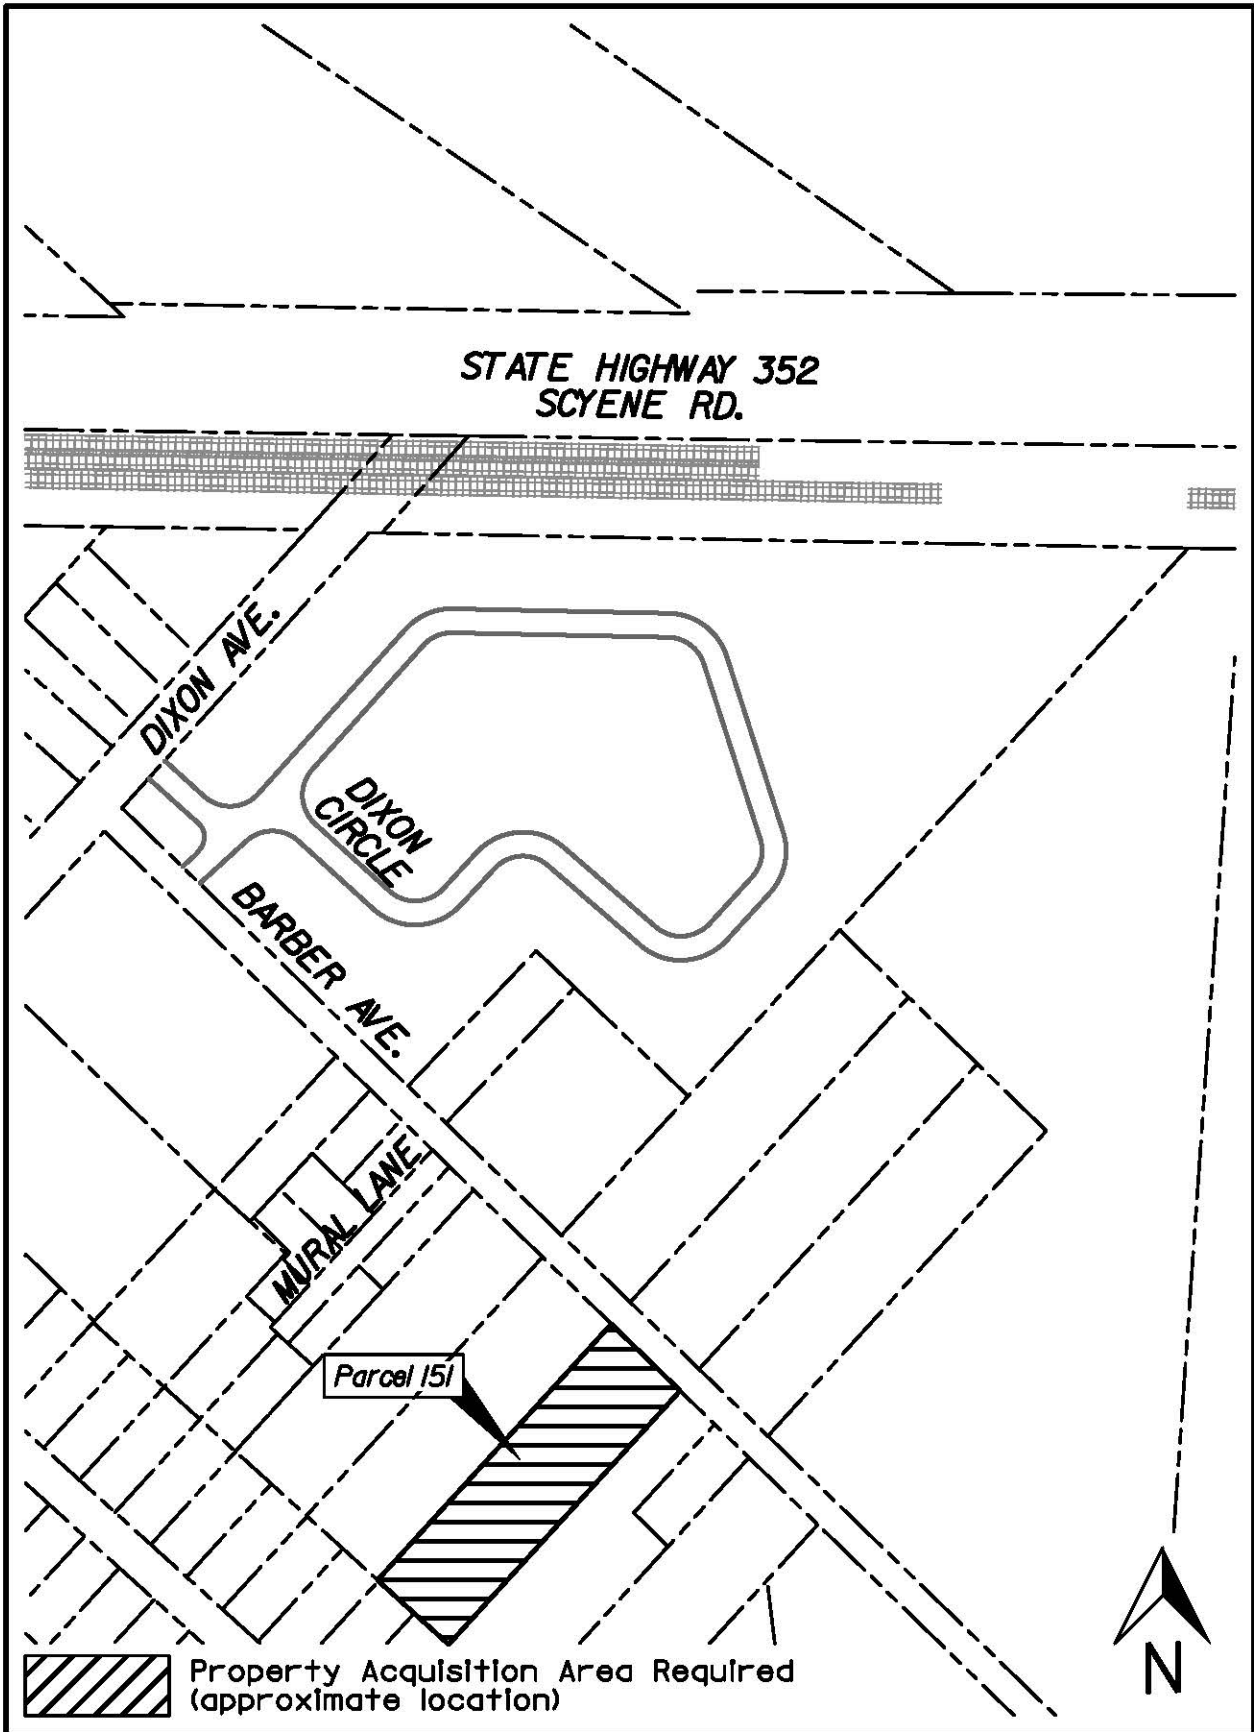 STATE HIGHWAY 352
SCYENE RD.
DIXON AVE.
DIXON
CIRCLE
BARBER AVE.
MURAL LANE
Parcel 151
Property Acquisition Area Required
(approximate location)
N